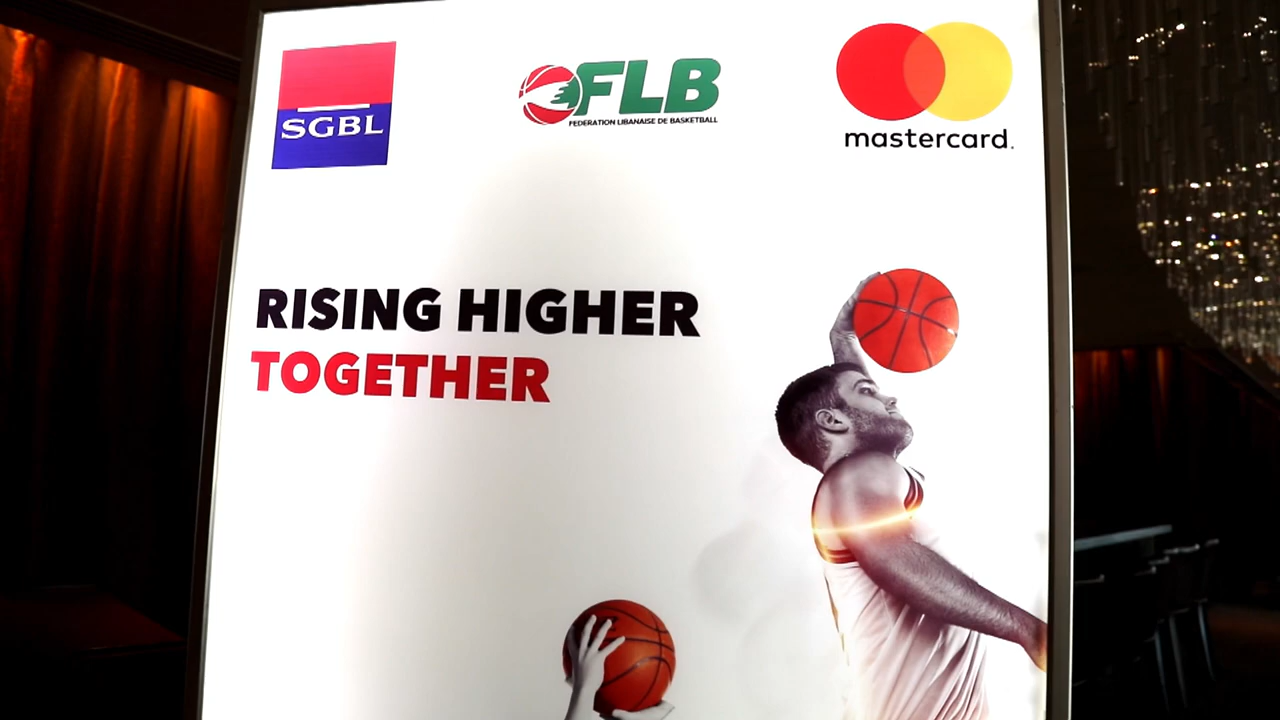 SGBL
FLB
FEDERATION LIBANAISE DE BASKETBALL
mastercard.
RISING HIGHER
TOGETHER